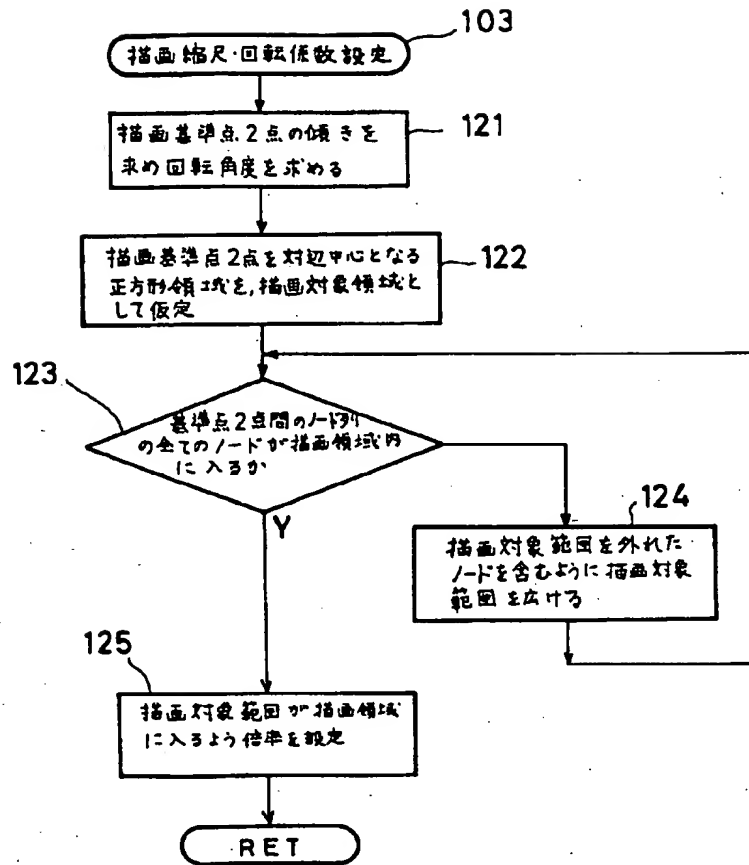 103
描画縮尺・回転係数設定
描画基準点2点の傾きを
求め回転角度を求める
121
描画基準点2点を対辺中心となる
正方形領域を,描画対象領域と
して仮定
122
123
基準点2点間のノード列
の全てのノードが描画領域内
に入るか
Y
124
描画対象範囲を外れた
ノードを含むように描画対象
範囲を広げる
125
描画対象範囲が描画領域
に入るよう倍率を設定
RET